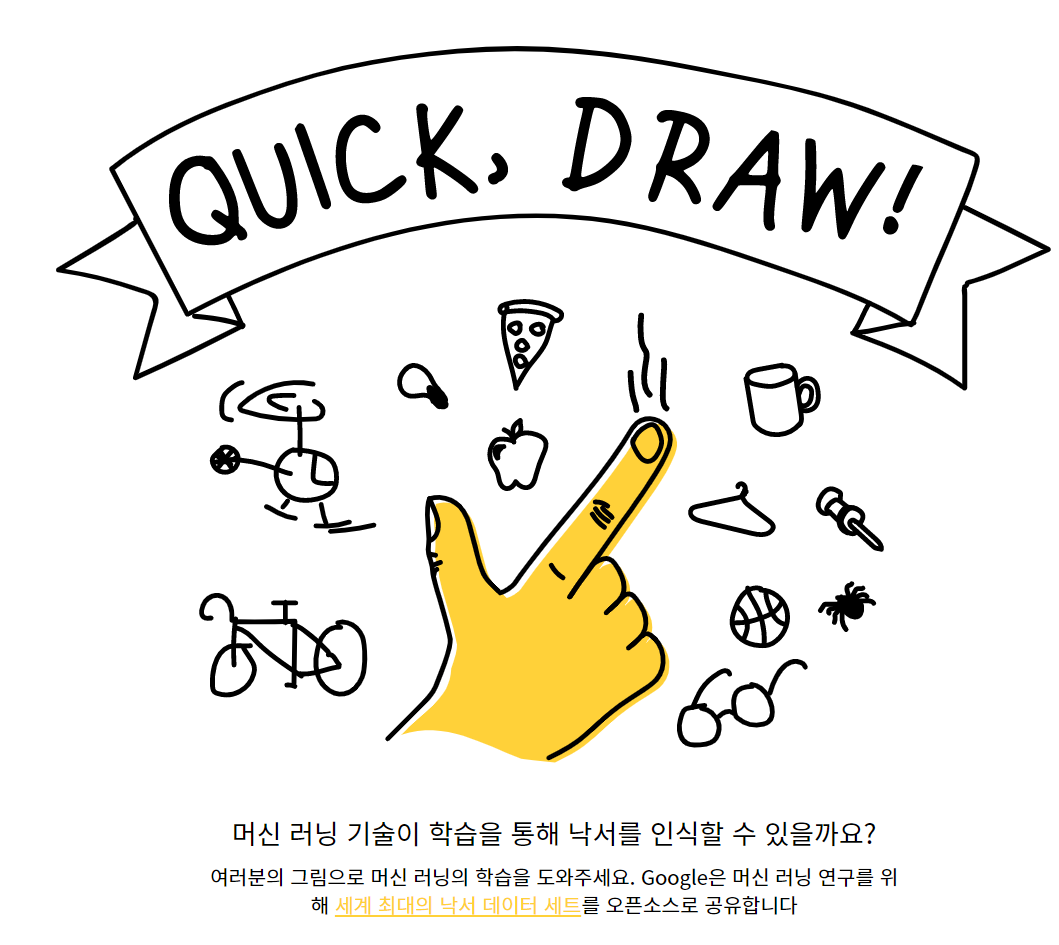 QUICK, DRAW!
머신 러닝 기술이 학습을 통해 낙서를 인식할 수 있을까요?
여러분의 그림으로 머신 러닝의 학습을 도와주세요. Google은 머신 러닝 연구를 위
해 세계 최대의 낙서 데이터 세트를 오픈소스로 공유합니다